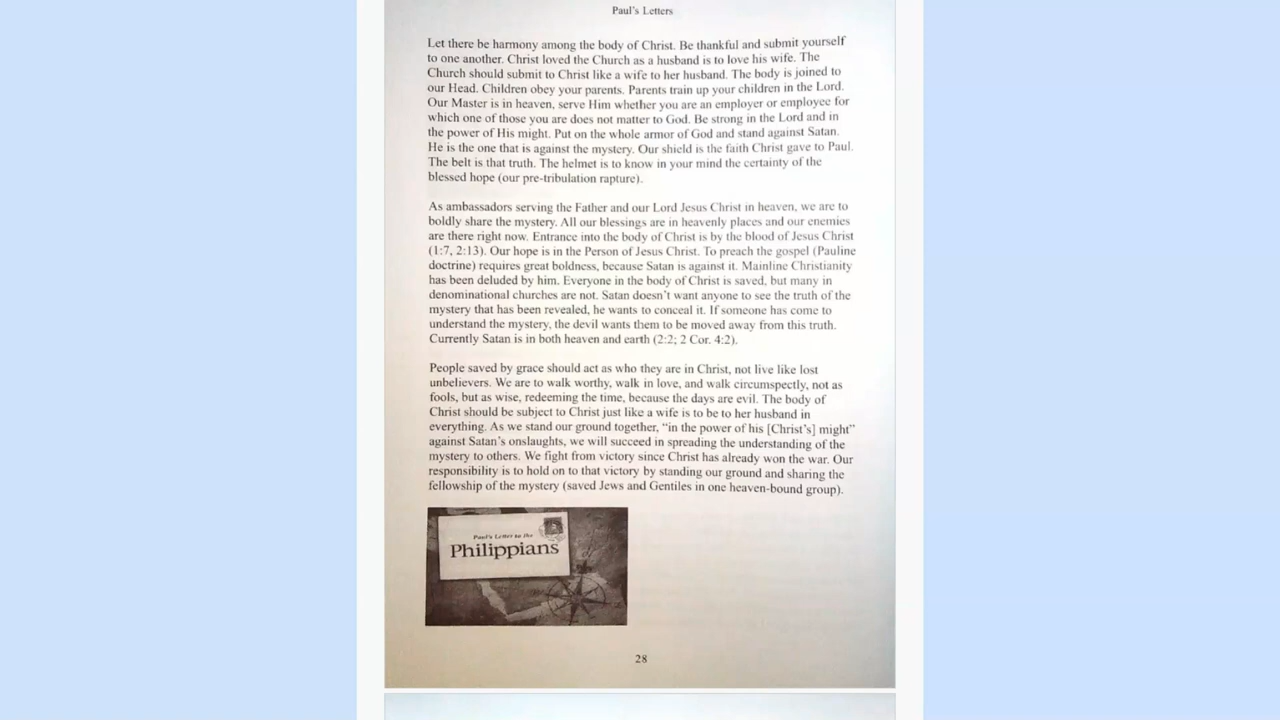 Paul's Letters
Let there be harmony among the body of Christ. Be thankful and submit yourself
to one another. Christ loved the Church as a husband is to love his wife. The
Church should submit to Christ like a wife to her husband. The body is joined to
our Head. Children obey your parents. Parents train up your children in the Lord.
Our Master is in heaven, serve Him whether you are an employer or employee for
which one of those you are does not matter to God. Be strong in the Lord and in
the power of His might. Put on the whole armor of God and stand against Satan.
He is the one that is against the mystery. Our shield is the faith Christ gave to Paul.
The belt is that truth. The helmet is to know in your mind the certainty of the
blessed hope (our pre-tribulation rapture).
As ambassadors serving the Father and our Lord Jesus Christ in heaven, we are to
boldly share the mystery. All our blessings are in heavenly places and our enemies
are there right now. Entrance into the body of Christ is by the blood of Jesus Christ
(1:7, 2:13). Our hope is in the Person of Jesus Christ. To preach the gospel (Pauline
doctrine) requires great boldness, because Satan is against it. Mainline Christianity
has been deluded by him. Everyone in the body of Christ is saved, but many in
denominational churches are not. Satan doesn't want anyone to see the truth of the
mystery that has been revealed, he wants to conceal it. If someone has come to
understand the mystery, the devil wants them to be moved away from this truth.
Currently Satan is in both heaven and earth (2:2; 2 Cor. 4:2).
People saved by grace should act as who they are in Christ, not live like lost
unbelievers. We are to walk worthy, walk in love, and walk circumspectly, not as
fools, but as wise, redeeming the time, because the days are evil. The body of
Christ should be subject to Christ just like a wife is to be to her husband in
everything. As we stand our ground together, "in the power of his [Christ's] might"
against Satan's onslaughts, we will succeed in spreading the understanding of the
mystery to others. We fight from victory since Christ has already won the war. Our
responsibility is to hold on to that victory by standing our ground and sharing the
fellowship of the mystery (saved Jews and Gentiles in one heaven-bound group).
Paul's Letter to the
Philippians
28